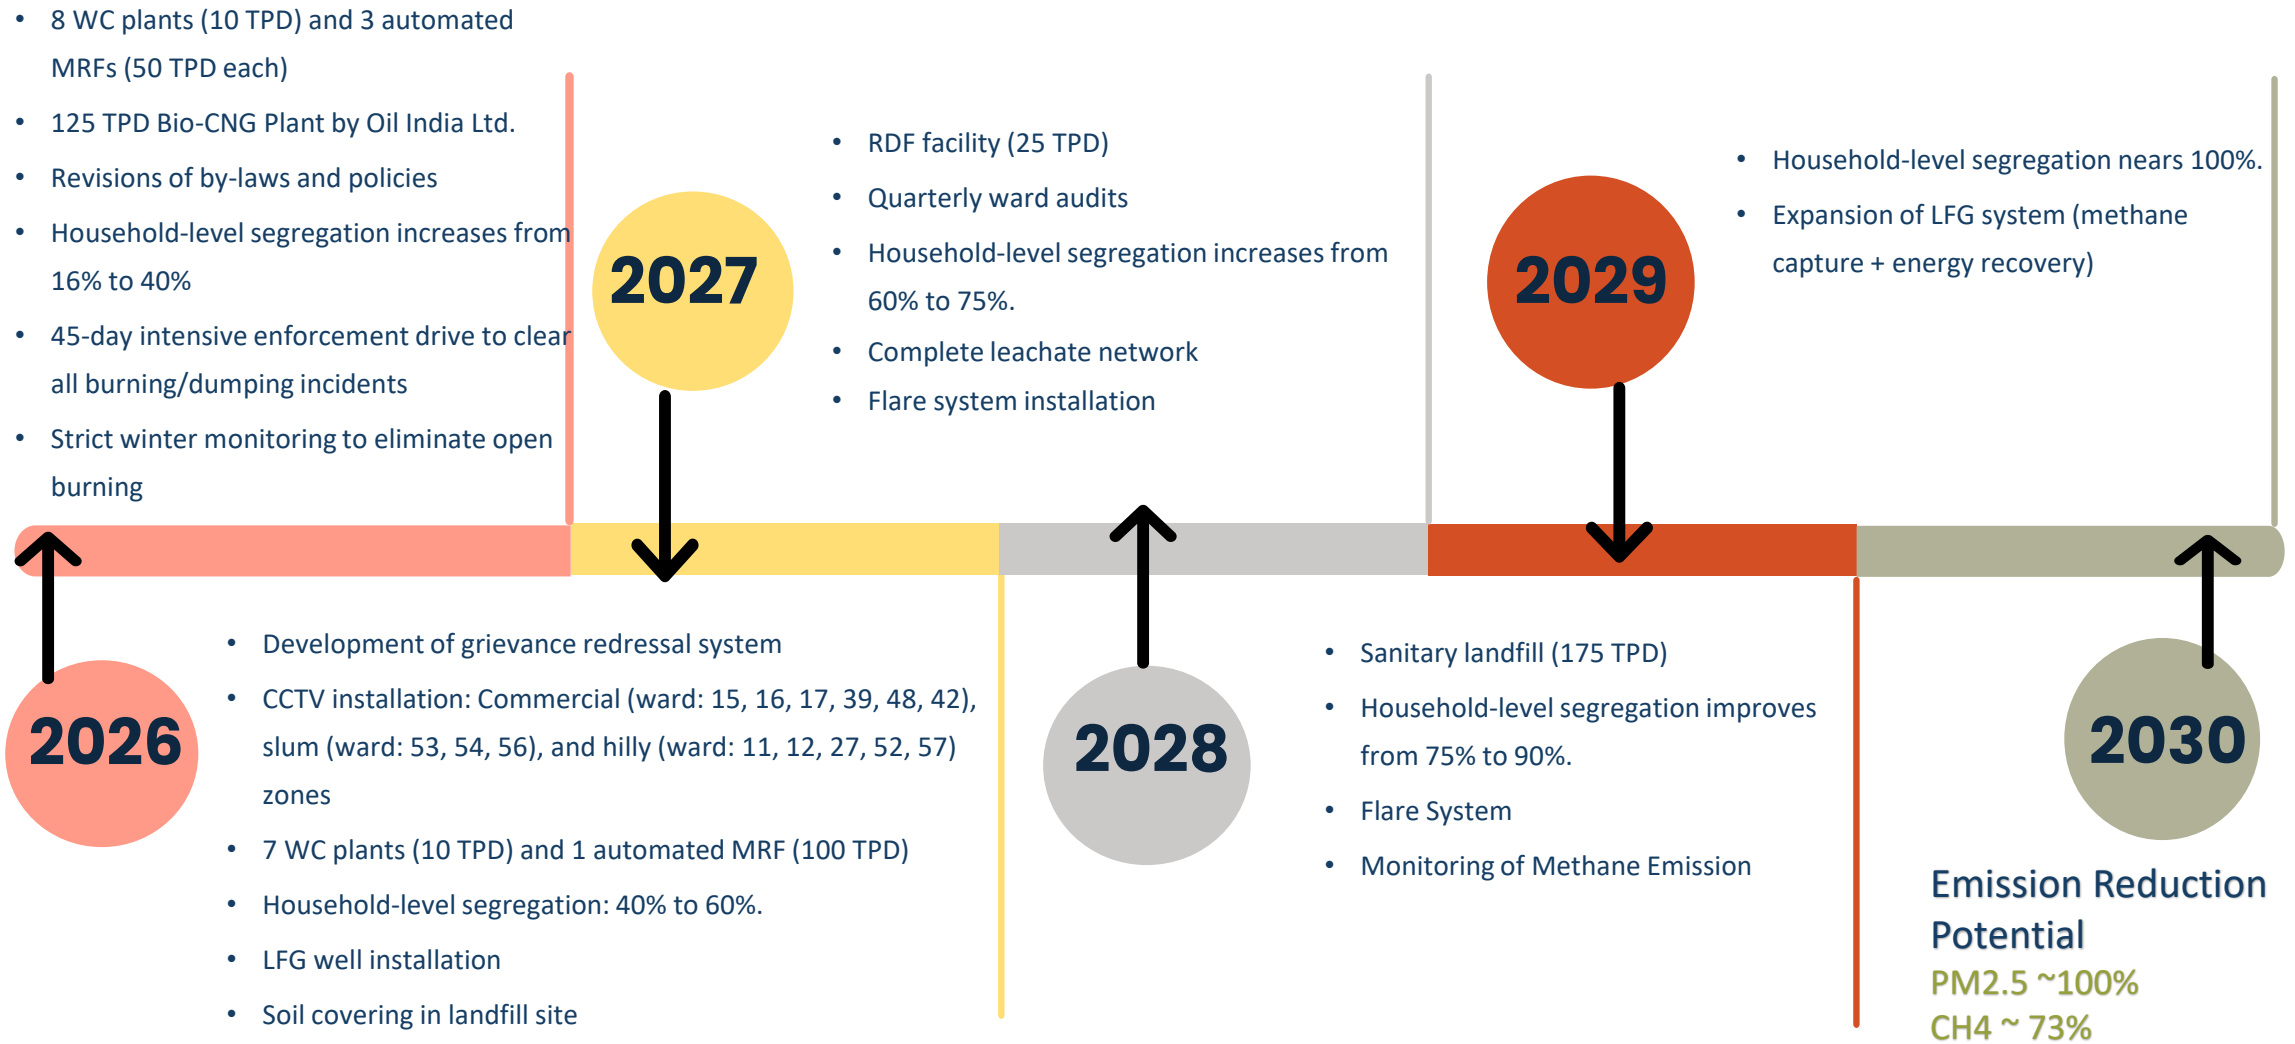 • 8 WC plants (10 TPD) and 3 automated
MRFs (50 TPD each)
• 125 TPD Bio-CNG Plant by Oil India Ltd.
• Revisions of by-laws and policies
• Household-level segregation increases from
16% to 40%
• 45-day intensive enforcement drive to clear
all burning/dumping incidents
• Strict winter monitoring to eliminate open
burning
2026
2027
• Development of grievance redressal system
• CCTV installation: Commercial (ward: 15, 16, 17, 39, 48, 42),
slum (ward: 53, 54, 56), and hilly (ward: 11, 12, 27, 52, 57)
zones
• 7 WC plants (10 TPD) and 1 automated MRF (100 TPD)
• Household-level segregation: 40% to 60%.
• LFG well installation
• Soil covering in landfill site
• RDF facility (25 TPD)
• Quarterly ward audits
• Household-level segregation increases from
60% to 75%.
• Complete leachate network
• Flare system installation
2028
2029
• Sanitary landfill (175 TPD)
• Household-level segregation improves
from 75% to 90%.
• Flare System
• Monitoring of Methane Emission
• Household-level segregation nears 100%.
• Expansion of LFG system (methane
capture + energy recovery)
2030
Emission Reduction
Potential
PM2.5 ~100%
CH4 ~ 73%